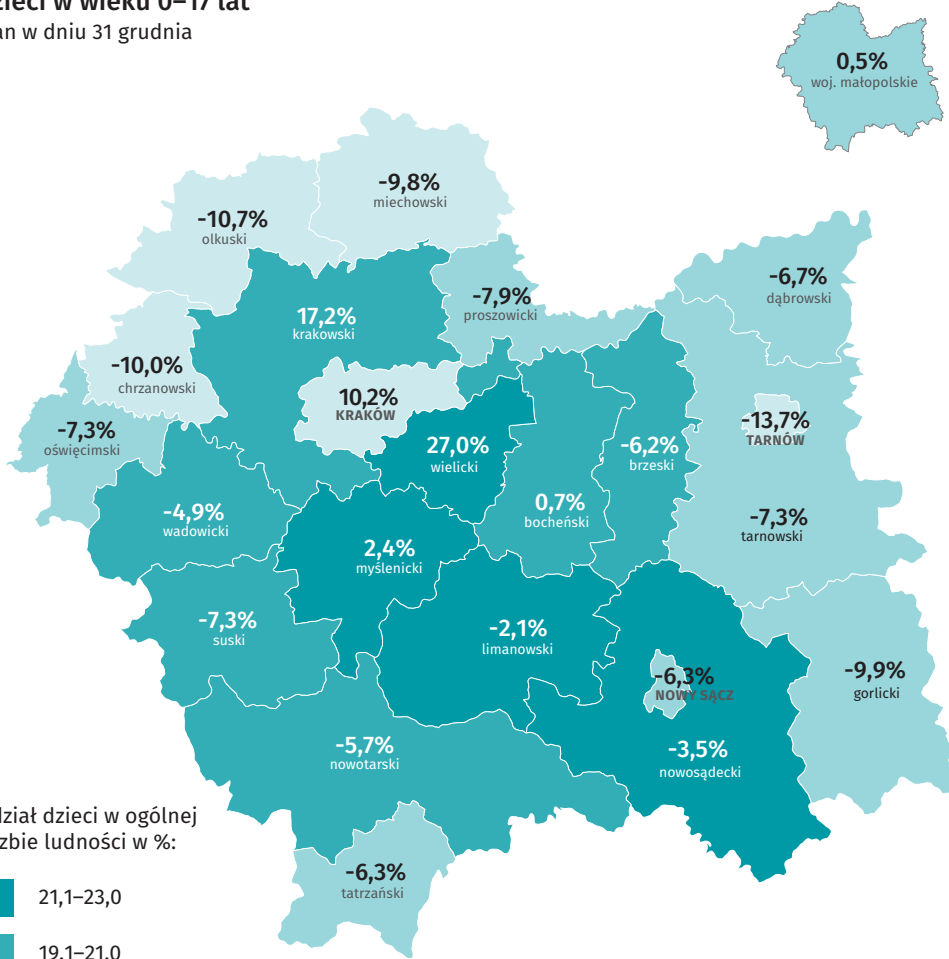 zieci w wieku 0–17 lat
an w dniu 31 grudnia
0,5%
woj. małopolskie
-9,8%
miechowski
-10,7%
olkuski
-6,7%
dąbrowski
-7,9%
proszowicki
17,2%
krakowski
-10,0%
chrzanowski
10,2%
KRAKÓW
-13,7%
TARNÓW
-7,3%
oświęcimski
27,0%
wielicki
-6,2%
brzeski
-4,9%
wadowicki
0,7%
bocheński
-7,3%
tarnowski
2,4%
myślenicki
-7,3%
suski
-2,1%
limanowski
-6,3%
NOWY SĄCZ
-9,9%
gorlicki
-5,7%
nowotarski
-3,5%
nowosądecki
-6,3%
tatrzański
dział dzieci w ogólnej
zbie ludności w %:
21,1–23,0
19,1–21,0